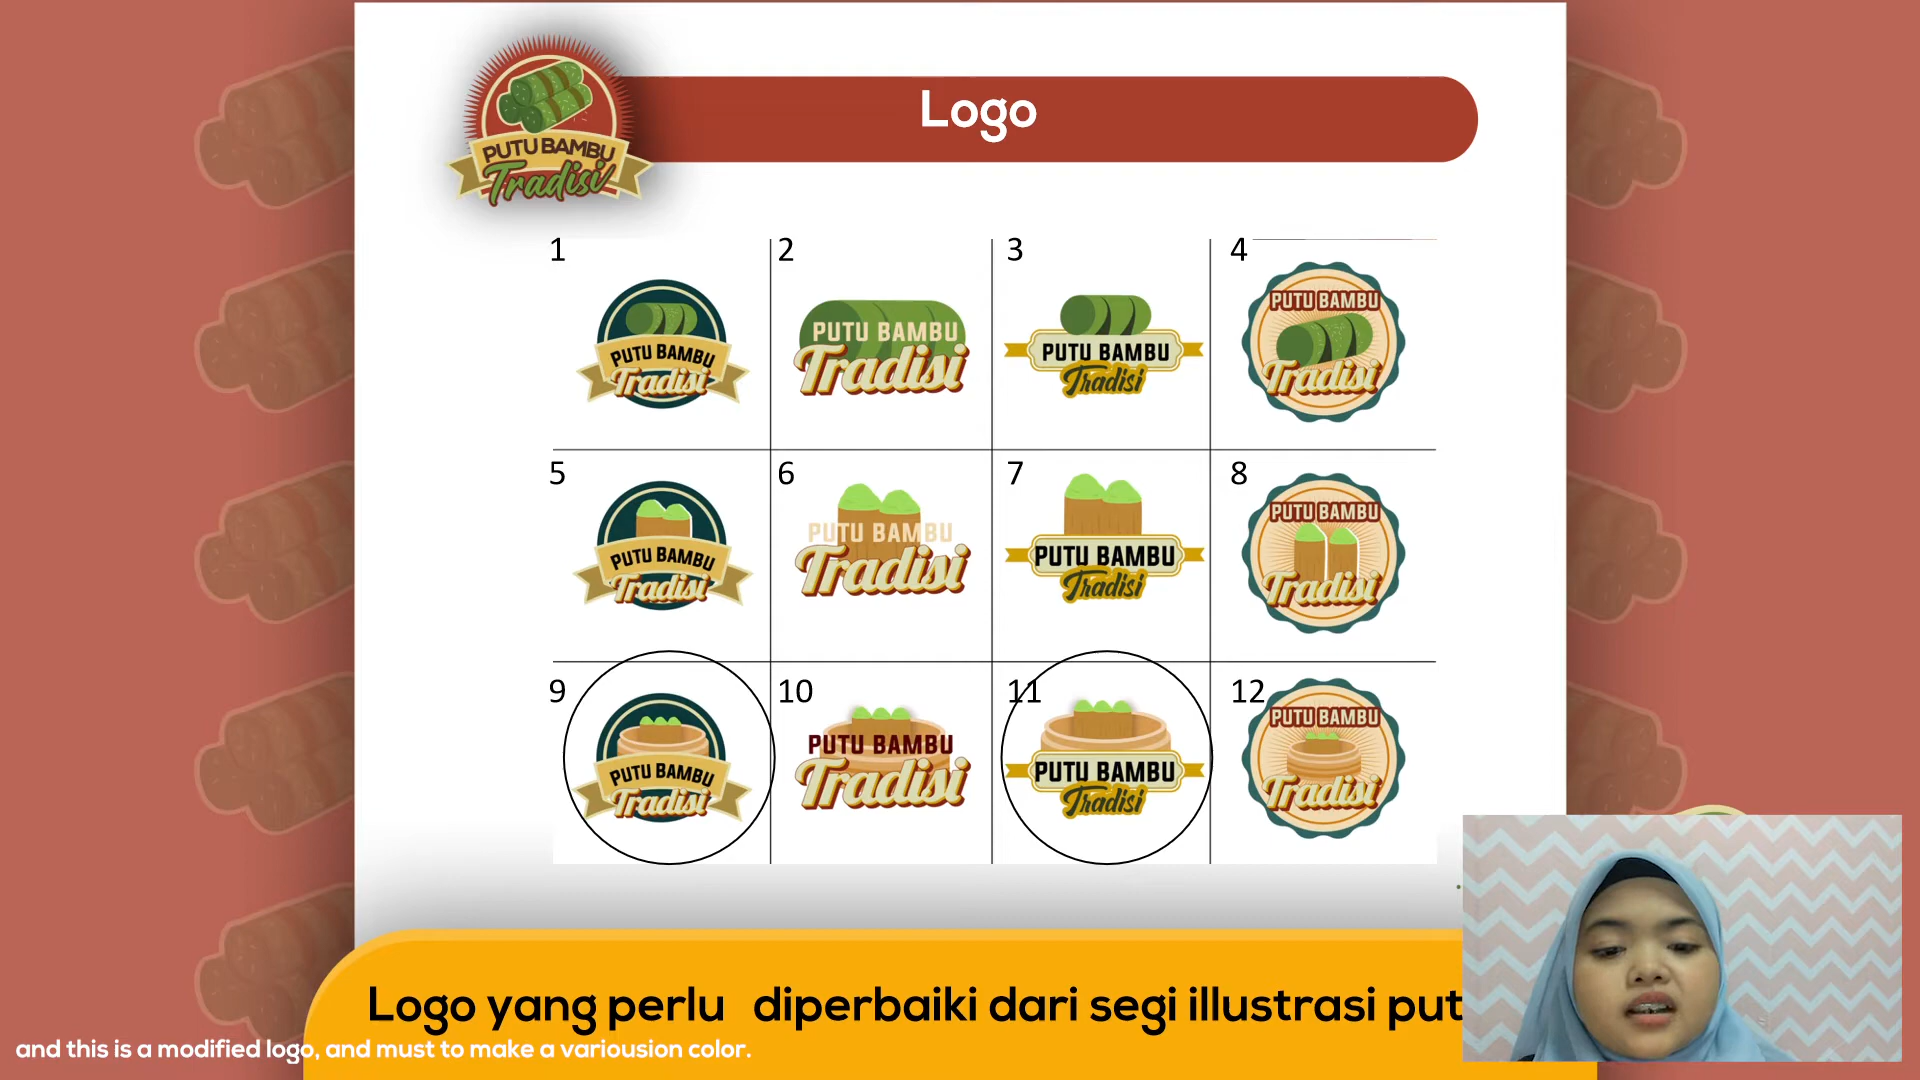 Logo
PUTU BAMBU
Tradisi
1
2
3
4
PUTU BAMBU
Tradisi
PUTU BAMBU
Tradisi
PUTU BAMBU
Tradisi
PUTU BAMBU
Tradisi
5
6
7
8
PUTU BAMBU
Tradisi
PUTU BAMBU
Tradisi
PUTU BAMBU
Tradisi
PUTU BAMBU
Tradisi
9
10
11
12
PUTU BAMBU
Tradisi
PUTU BAMBU
Tradisi
PUTU BAMBU
Tradisi
PUTU BAMBU
Tradisi
Logo yang perlu diperbaiki dari segi illustrasi put
and this is a modified logo, and must to make a variousion color.